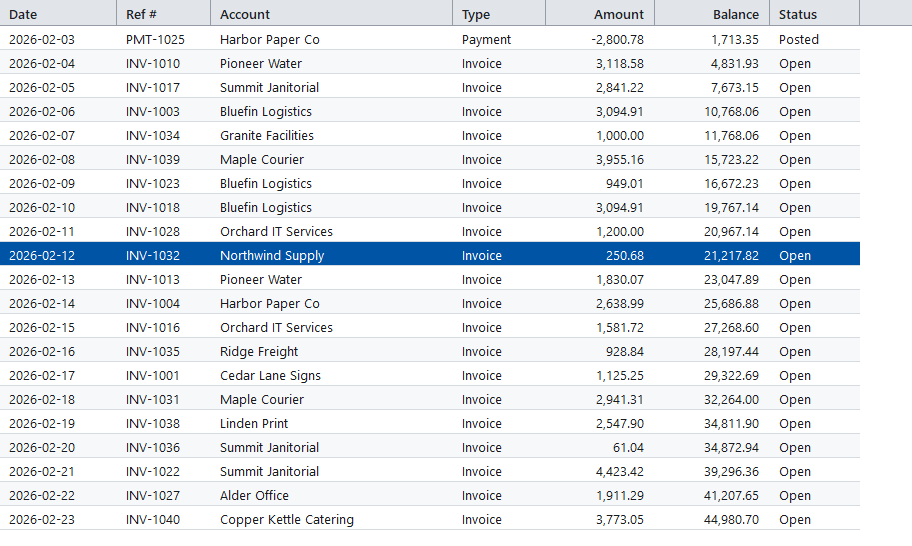 Date Ref # Account Type Amount Balance Status
2026-02-03 PMT-1025 Harbor Paper Co Payment -2,800.78 1,713.35 Posted
2026-02-04 INV-1010 Pioneer Water Invoice 3,118.58 4,831.93 Open
2026-02-05 INV-1017 Summit Janitorial Invoice 2,841.22 7,673.15 Open
2026-02-06 INV-1003 Bluefin Logistics Invoice 3,094.91 10,768.06 Open
2026-02-07 INV-1034 Granite Facilities Invoice 1,000.00 11,768.06 Open
2026-02-08 INV-1039 Maple Courier Invoice 3,955.16 15,723.22 Open
2026-02-09 INV-1023 Bluefin Logistics Invoice 949.01 16,672.23 Open
2026-02-10 INV-1018 Bluefin Logistics Invoice 3,094.91 19,767.14 Open
2026-02-11 INV-1028 Orchard IT Services Invoice 1,200.00 20,967.14 Open
2026-02-12 INV-1032 Northwind Supply Invoice 250.68 21,217.82 Open
2026-02-13 INV-1013 Pioneer Water Invoice 1,830.07 23,047.89 Open
2026-02-14 INV-1004 Harbor Paper Co Invoice 2,638.99 25,686.88 Open
2026-02-15 INV-1016 Orchard IT Services Invoice 1,581.72 27,268.60 Open
2026-02-16 INV-1035 Ridge Freight Invoice 928.84 28,197.44 Open
2026-02-17 INV-1001 Cedar Lane Signs Invoice 1,125.25 29,322.69 Open
2026-02-18 INV-1031 Maple Courier Invoice 2,941.31 32,264.00 Open
2026-02-19 INV-1038 Linden Print Invoice 2,547.90 34,811.90 Open
2026-02-20 INV-1036 Summit Janitorial Invoice 61.04 34,872.94 Open
2026-02-21 INV-1022 Summit Janitorial Invoice 4,423.42 39,296.36 Open
2026-02-22 INV-1027 Alder Office Invoice 1,911.29 41,207.65 Open
2026-02-23 INV-1040 Copper Kettle Catering Invoice 3,773.05 44,980.70 Open